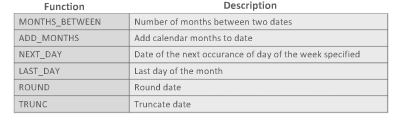 Function Description
MONTHS_BETWEEN Number of months between two dates
ADD_MONTHS Add calendar months to date
NEXT_DAY Date of the next occurance of day of the week specified
LAST_DAY Last day of the month
ROUND Round date
TRUNC Truncate date